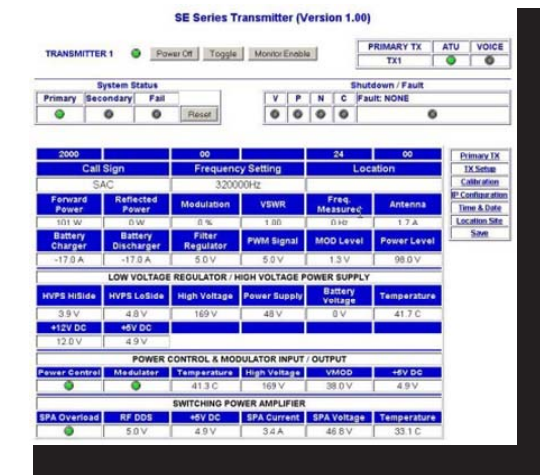 SE Series Transmitter (Version 1.00)
TRANSMITTER 1 Power Off Toggle Monitor Enable
PRIMARY TX ATU VOICE
TX1
System Status
Primary Secondary Fail
Reset
Shutdown / Fault
V P N C Fault: NONE
2000 00 24 00
Call Sign Frequency Setting Location
SAC 320000Hz
Forward Power Reflected Power Modulation VSWR Freq. Measured Antenna
101 W 0 W 0 % 1.00 0 Hz 1.7 A
Battery Charger Battery Discharger Filter Regulator PWM Signal MOD Level Power Level
-17.0 A -17.0 A 5.0 V 5.0 V 1.3 V 98.0 V
LOW VOLTAGE REGULATOR / HIGH VOLTAGE POWER SUPPLY
HVPS HiSide HVPS LoSide High Voltage Power Supply Battery Voltage Temperature
3.9 V 4.8 V 169 V 48 V 0 V 41.7 C
+12V DC +6V DC
12.0 V 4.9 V
POWER CONTROL & MODULATOR INPUT / OUTPUT
Power Control Modulator Temperature High Voltage VMOD +6V DC
41.3 C 169 V 38.0 V 4.9 V
SWITCHING POWER AMPLIFIER
SPA Overload RF DDS +6V DC SPA Current SPA Voltage Temperature
5.0 V 4.9 V 3.4 A 46.8 V 33.1 C
Primary TX
TX Setup
Calibration
IP Configuration
Time & Date
Location Site
Save